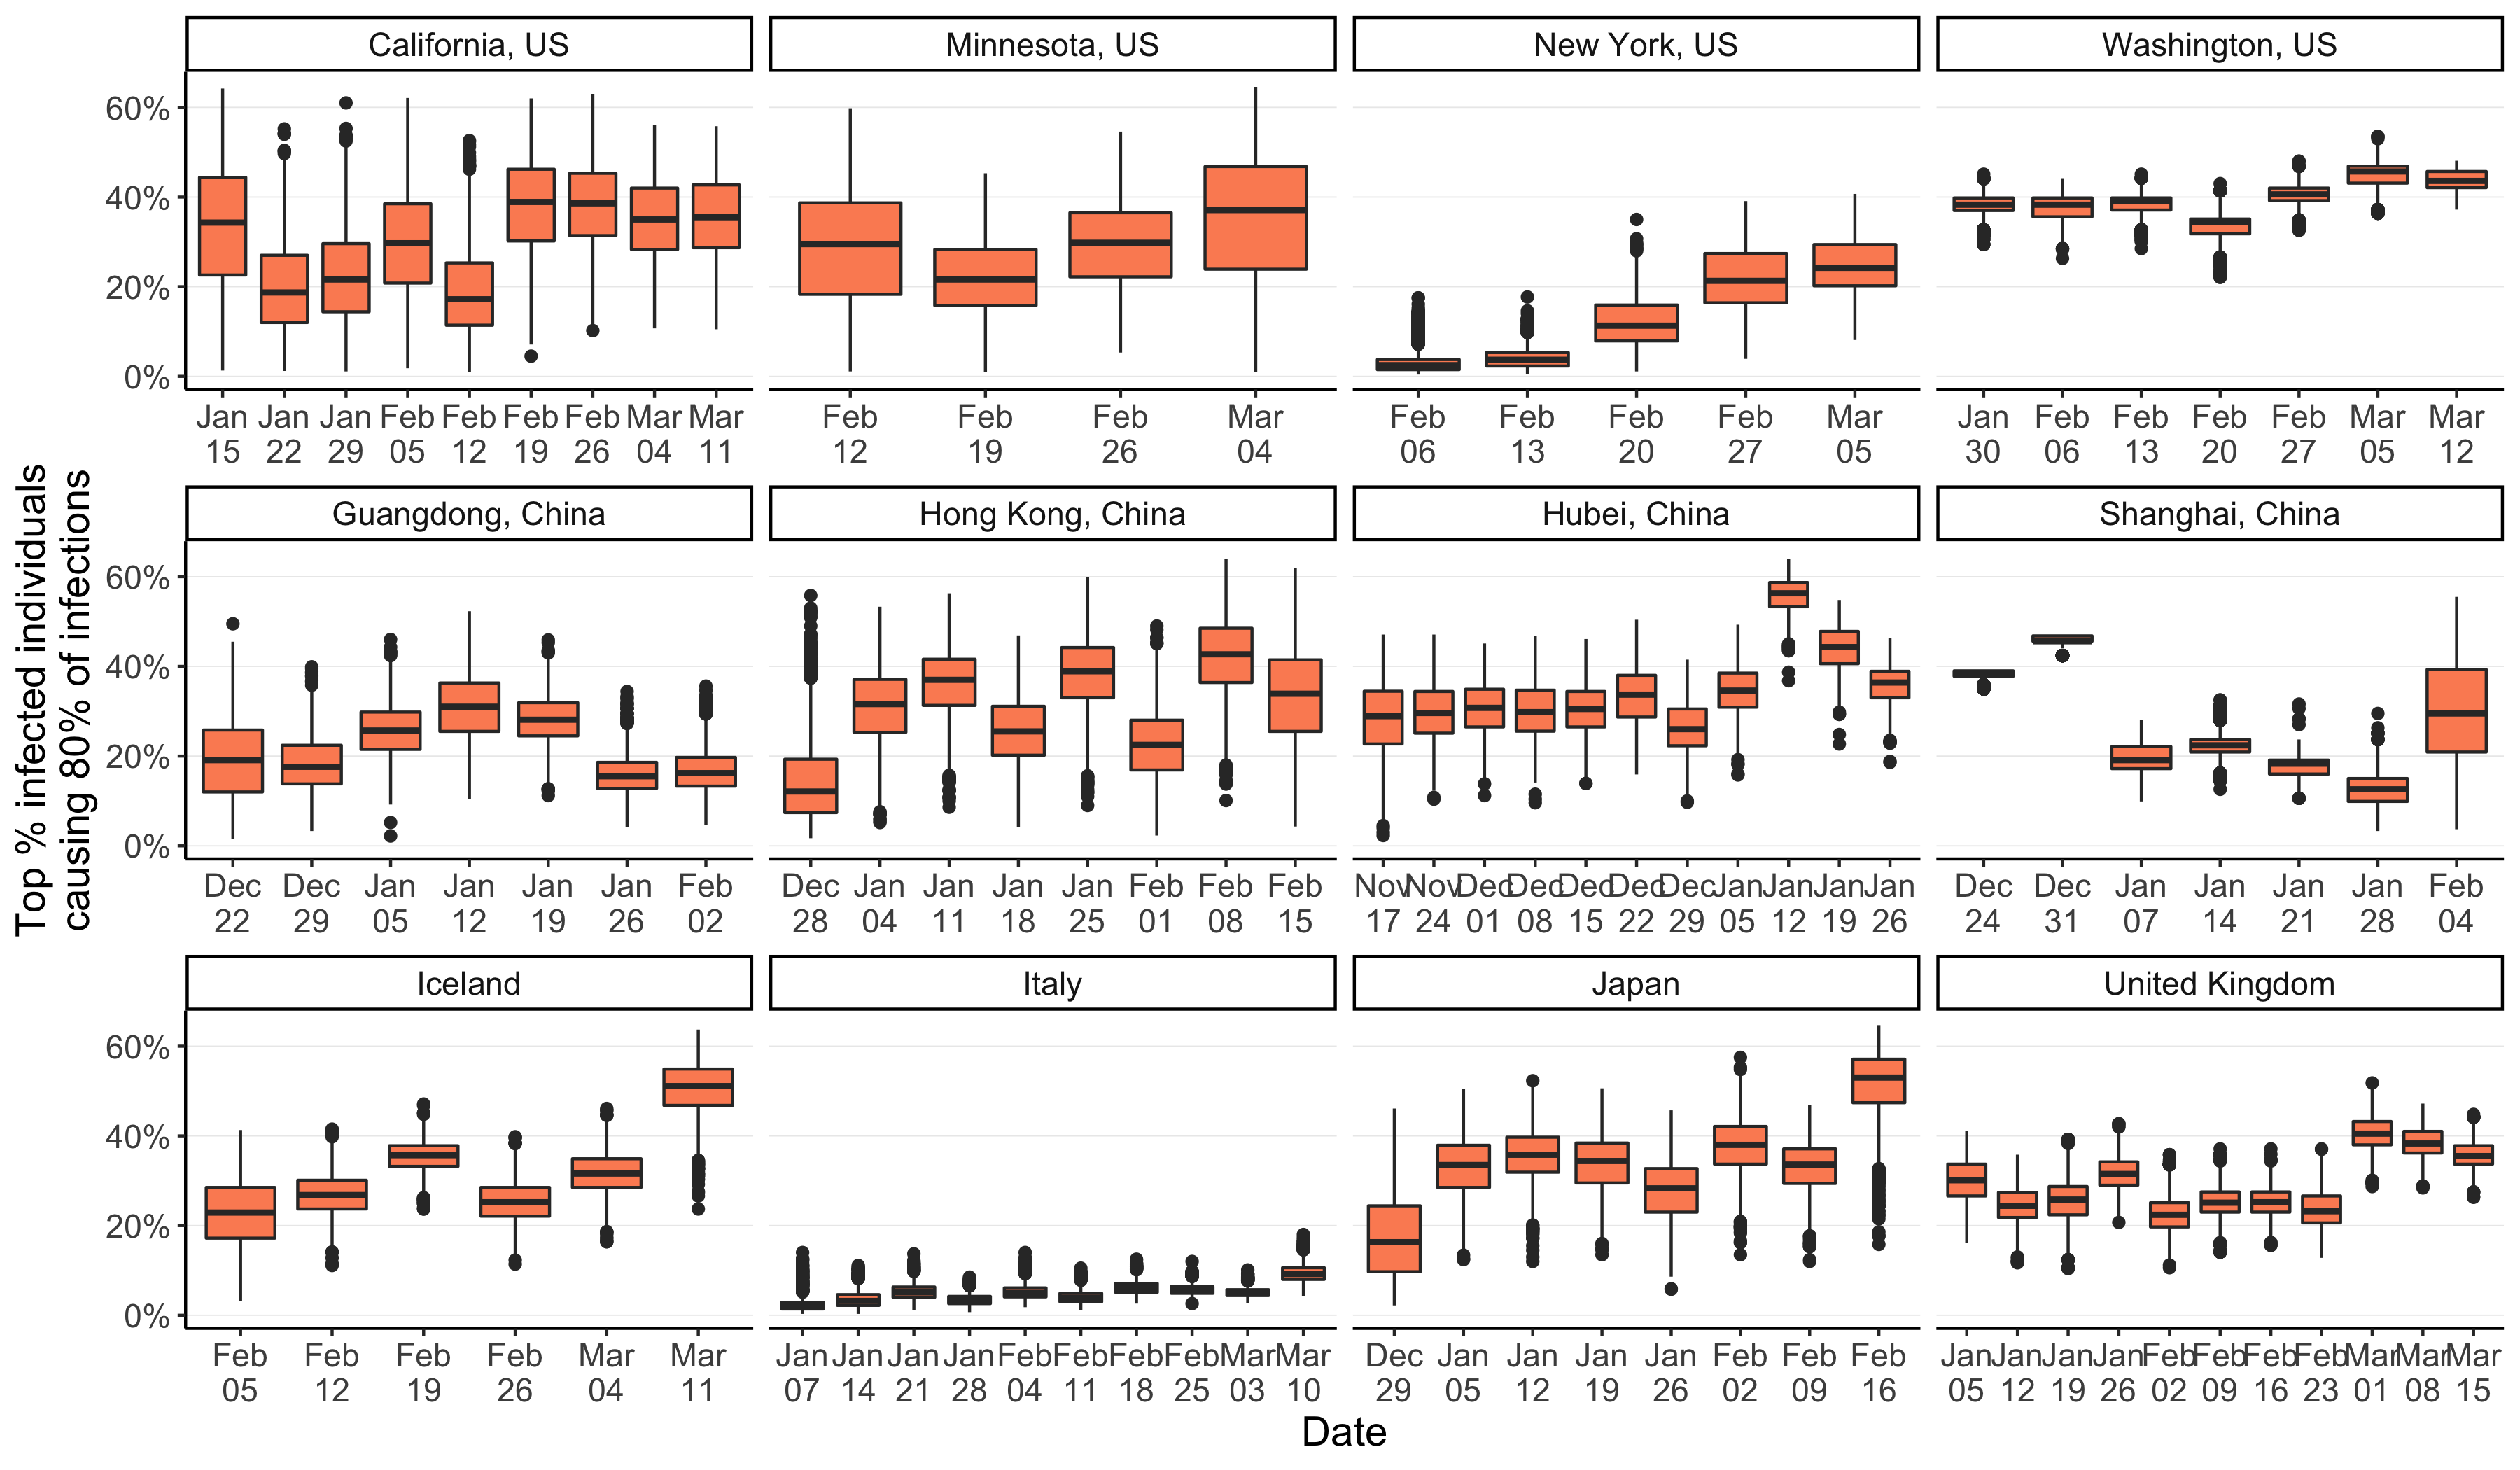 California, US
Minnesota, US
New York, US
Washington, US
60%
40%
20%
0%
Jan Jan Jan Feb Feb Feb Feb Mar Mar
15 22 29 05 12 19 26 04 11
Feb Feb Feb Mar
12 19 26 04
Feb Feb Feb Feb Mar
06 13 20 27 05
Jan Feb Feb Feb Feb Mar Mar
30 06 13 20 27 05 12
Top % infected individuals
causing 80% of infections
Guangdong, China
Hong Kong, China
Hubei, China
Shanghai, China
60%
40%
20%
0%
Dec Dec Jan Jan Jan Jan Feb
22 29 05 12 19 26 02
Dec Jan Jan Jan Jan Feb Feb Feb
28 04 11 18 25 01 08 15
Nov Nov Dec Dec Dec Dec Dec Jan Jan Jan Jan
17 24 01 08 15 22 29 05 12 19 26
Dec Dec Jan Jan Jan Jan Feb
24 31 07 14 21 28 04
Iceland
Italy
Japan
United Kingdom
60%
40%
20%
0%
Feb Feb Feb Feb Mar Mar
05 12 19 26 04 11
Jan Jan Jan Jan Feb Feb Feb Feb Mar Mar
07 14 21 28 04 11 18 25 03 10
Dec Jan Jan Jan Jan Feb Feb Feb
29 05 12 19 26 02 09 16
Jan Jan Jan Jan Feb Feb Feb Feb Mar Mar Mar
05 12 19 26 02 09 16 23 01 08 15
Date